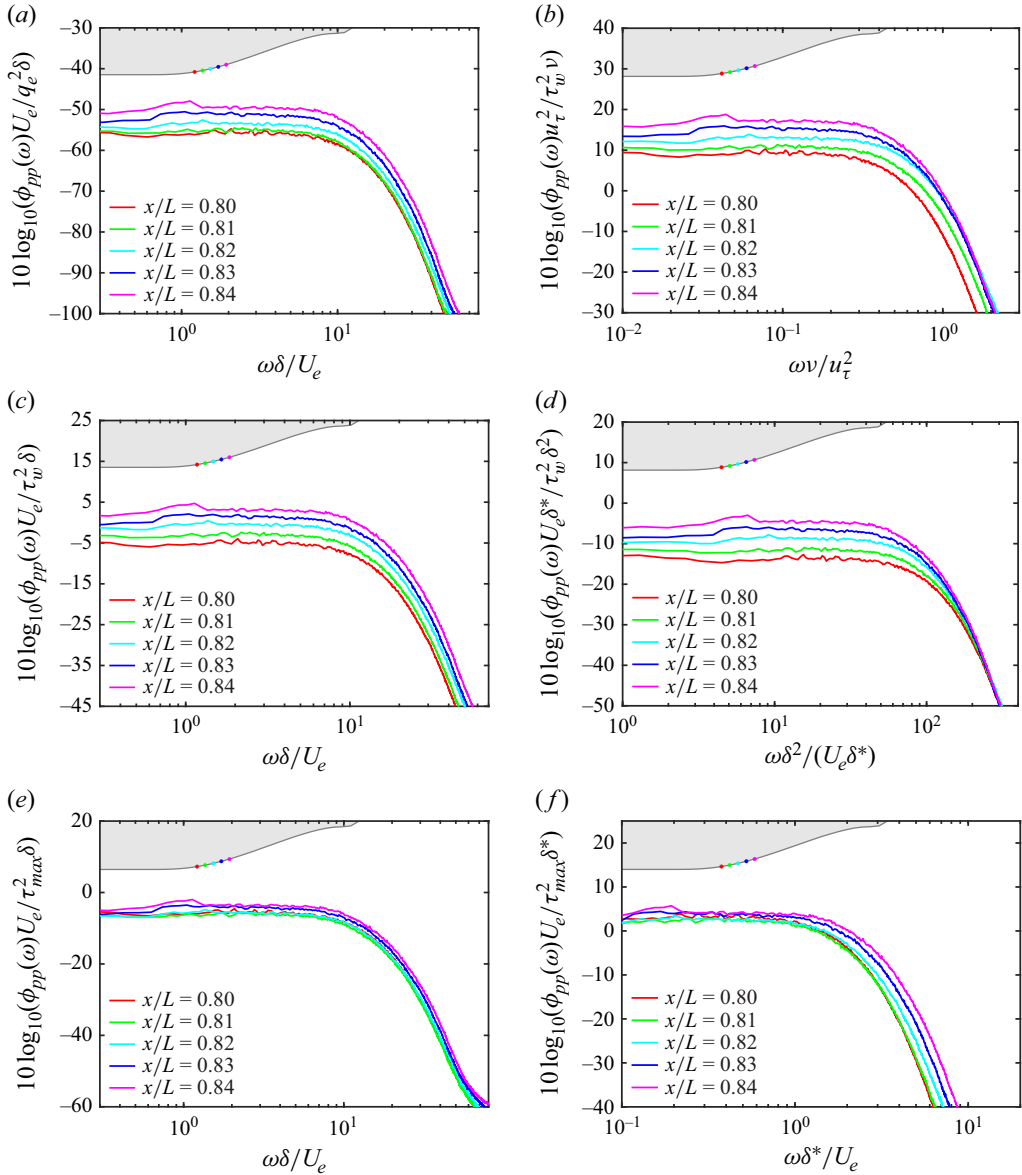 (a)
10 log10(ϕpp(ω)Ue/qe²δ)
−30
−40
−50
−60
−70
−80
−90
−100
x/L = 0.80
x/L = 0.81
x/L = 0.82
x/L = 0.83
x/L = 0.84
10⁰
10¹
ωδ/Ue
(b)
10 log10(ϕpp(ω)uτ²/τw²ν)
40
30
20
10
0
−10
−20
−30
x/L = 0.80
x/L = 0.81
x/L = 0.82
x/L = 0.83
x/L = 0.84
10⁻²
10⁻¹
10⁰
ων/uτ²
(c)
10 log10(ϕpp(ω)Ue/τw²δ)
25
15
5
−5
−15
−25
−35
−45
x/L = 0.80
x/L = 0.81
x/L = 0.82
x/L = 0.83
x/L = 0.84
10⁰
10¹
ωδ/Ue
(d)
10 log10(ϕpp(ω)Ueδ*/τw²δ²)
20
10
0
−10
−20
−30
−40
−50
x/L = 0.80
x/L = 0.81
x/L = 0.82
x/L = 0.83
x/L = 0.84
10⁰
10¹
10²
ωδ²/(Ueδ*)
(e)
10 log10(ϕpp(ω)Ue/τ²maxδ)
20
0
−20
−40
−60
x/L = 0.80
x/L = 0.81
x/L = 0.82
x/L = 0.83
x/L = 0.84
10⁰
10¹
ωδ/Ue
(f)
10 log10(ϕpp(ω)Ue/τ²maxδ*)
20
10
0
−10
−20
−30
−40
x/L = 0.80
x/L = 0.81
x/L = 0.82
x/L = 0.83
x/L = 0.84
10⁻¹
10⁰
10¹
ωδ*/Ue